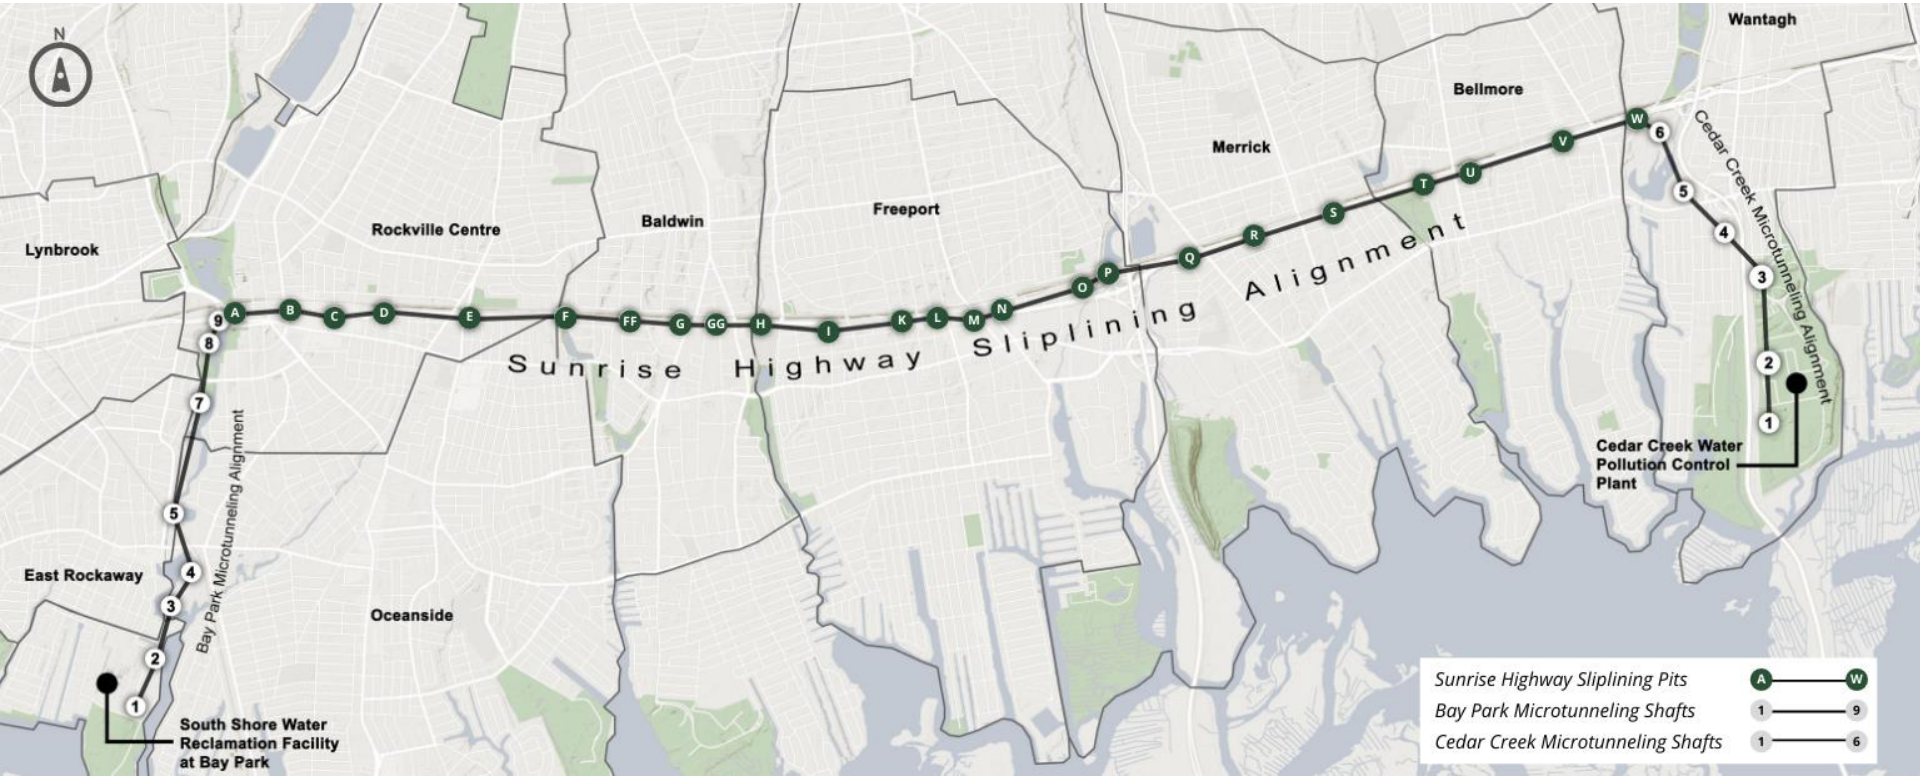 N
Wantagh
Bellmore
Merrick
Freeport
Baldwin
Rockville Centre
Lynbrook
A
B
C
D
E
F
FF
G
GG
H
I
K
L
M
N
O
P
Q
R
S
T
U
V
W
Sunrise Highway Sliplining Alignment
9
8
7
5
4
3
2
1
Bay Park Microtunneling Alignment
6
5
4
3
2
1
Cedar Creek Microtunneling Alignment
Cedar Creek Water
Pollution Control
Plant
East Rockaway
Oceanside
South Shore Water
Reclamation Facility
at Bay Park
Sunrise Highway Sliplining Pits A W
Bay Park Microtunneling Shafts 1 9
Cedar Creek Microtunneling Shafts 1 6